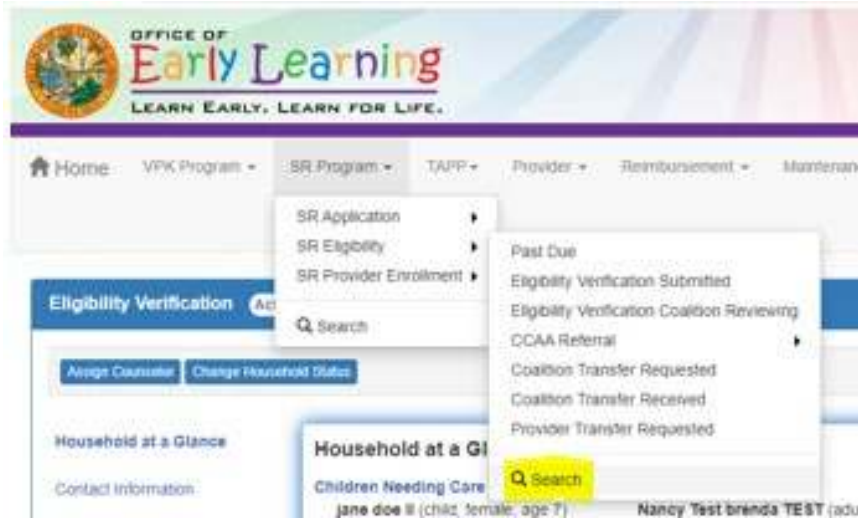 OFFICE OF
Early Learning
LEARN EARLY. LEARN FOR LIFE.
Home VPK Program SR Program TAPP Provider Reimbursement
SR Application
SR Eligibility
SR Provider Enrollment
Search
Past Due
Eligibility Verification Submitted
Eligibility Verification Coalition Reviewing
CCAA Referral
Coalition Transfer Requested
Coalition Transfer Received
Provider Transfer Requested
Search
Eligibility Verification
Assign Counselor Change Household Status
Household at a Glance
Contact Information
Household at a Gl
Children Needing Care
jane doe II (child, female, age 7)
Nancy Test brenda TEST (adu